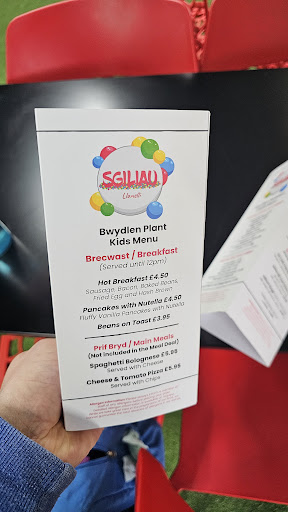 SGILIAU
Llanelli
Bwydlen Plant
Kids Menu
Brecwast / Breakfast
(Served until 12pm)
Hot Breakfast £4.50
Sausage, Bacon, Baked Beans,
Fried Egg and Hash Brown
Pancakes with Nutella £4.50
Fluffy Vanilla Pancakes with Nutella
Beans on Toast £3.95
Prif Bryd / Main Meals
(Not Included in the Meal Deal)
Spaghetti Bolognese £5.95
Served with Cheese
Cheese & Tomato Pizza £5.95
Served with Chips